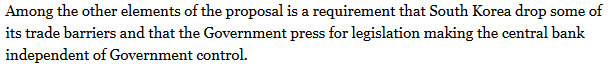 Among the other elements of the proposal is a requirement that South Korea drop some of
its trade barriers and that the Government press for legislation making the central bank
independent of Government control.